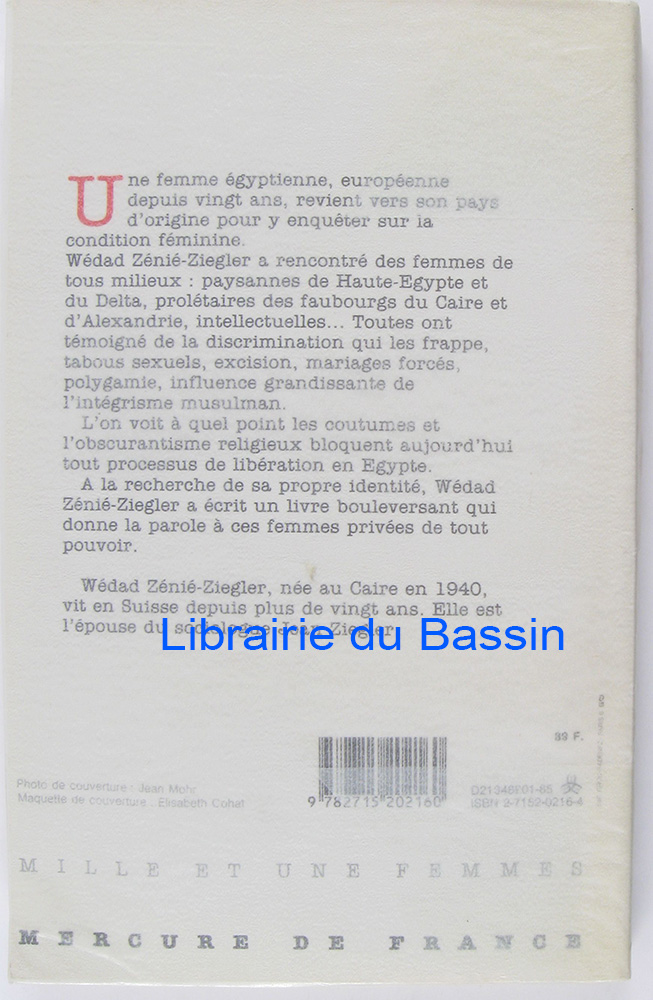 Une femme égyptienne, européenne
depuis vingt ans, revient vers son pays
d'origine pour y enquêter sur la
condition féminine.
Wédad Zénié-Ziegler a rencontré des femmes de
tous milieux : paysannes de Haute-Egypte et
du Delta, prolétaires des faubourgs du Caire et
d'Alexandrie, intellectuelles... Toutes ont
témoigné de la discrimination qui les frappe,
tabous sexuels, excision, mariages forcés,
polygamie, influence grandissante de
l'intégrisme musulman.
L'on voit à quel point les coutumes et
l'obscurantisme religieux bloquent aujourd'hui
tout processus de libération en Egypte.
A la recherche de sa propre identité, Wédad
Zénié-Ziegler a écrit un livre bouleversant qui
donne la parole à ces femmes privées de tout
pouvoir.
Wédad Zénié-Ziegler, née au Caire en 1940,
vit en Suisse depuis plus de vingt ans. Elle est
l'épouse du sociologue Jean Ziegler.
Librairie du Bassin
Photo de couverture : Jean Mohr
Maquette de couverture : Elisabeth Cohat
9 782715 202160
ISBN 2-7152-0216-4
MILLE ET UNE FEMMES
MERCURE DE FRANCE